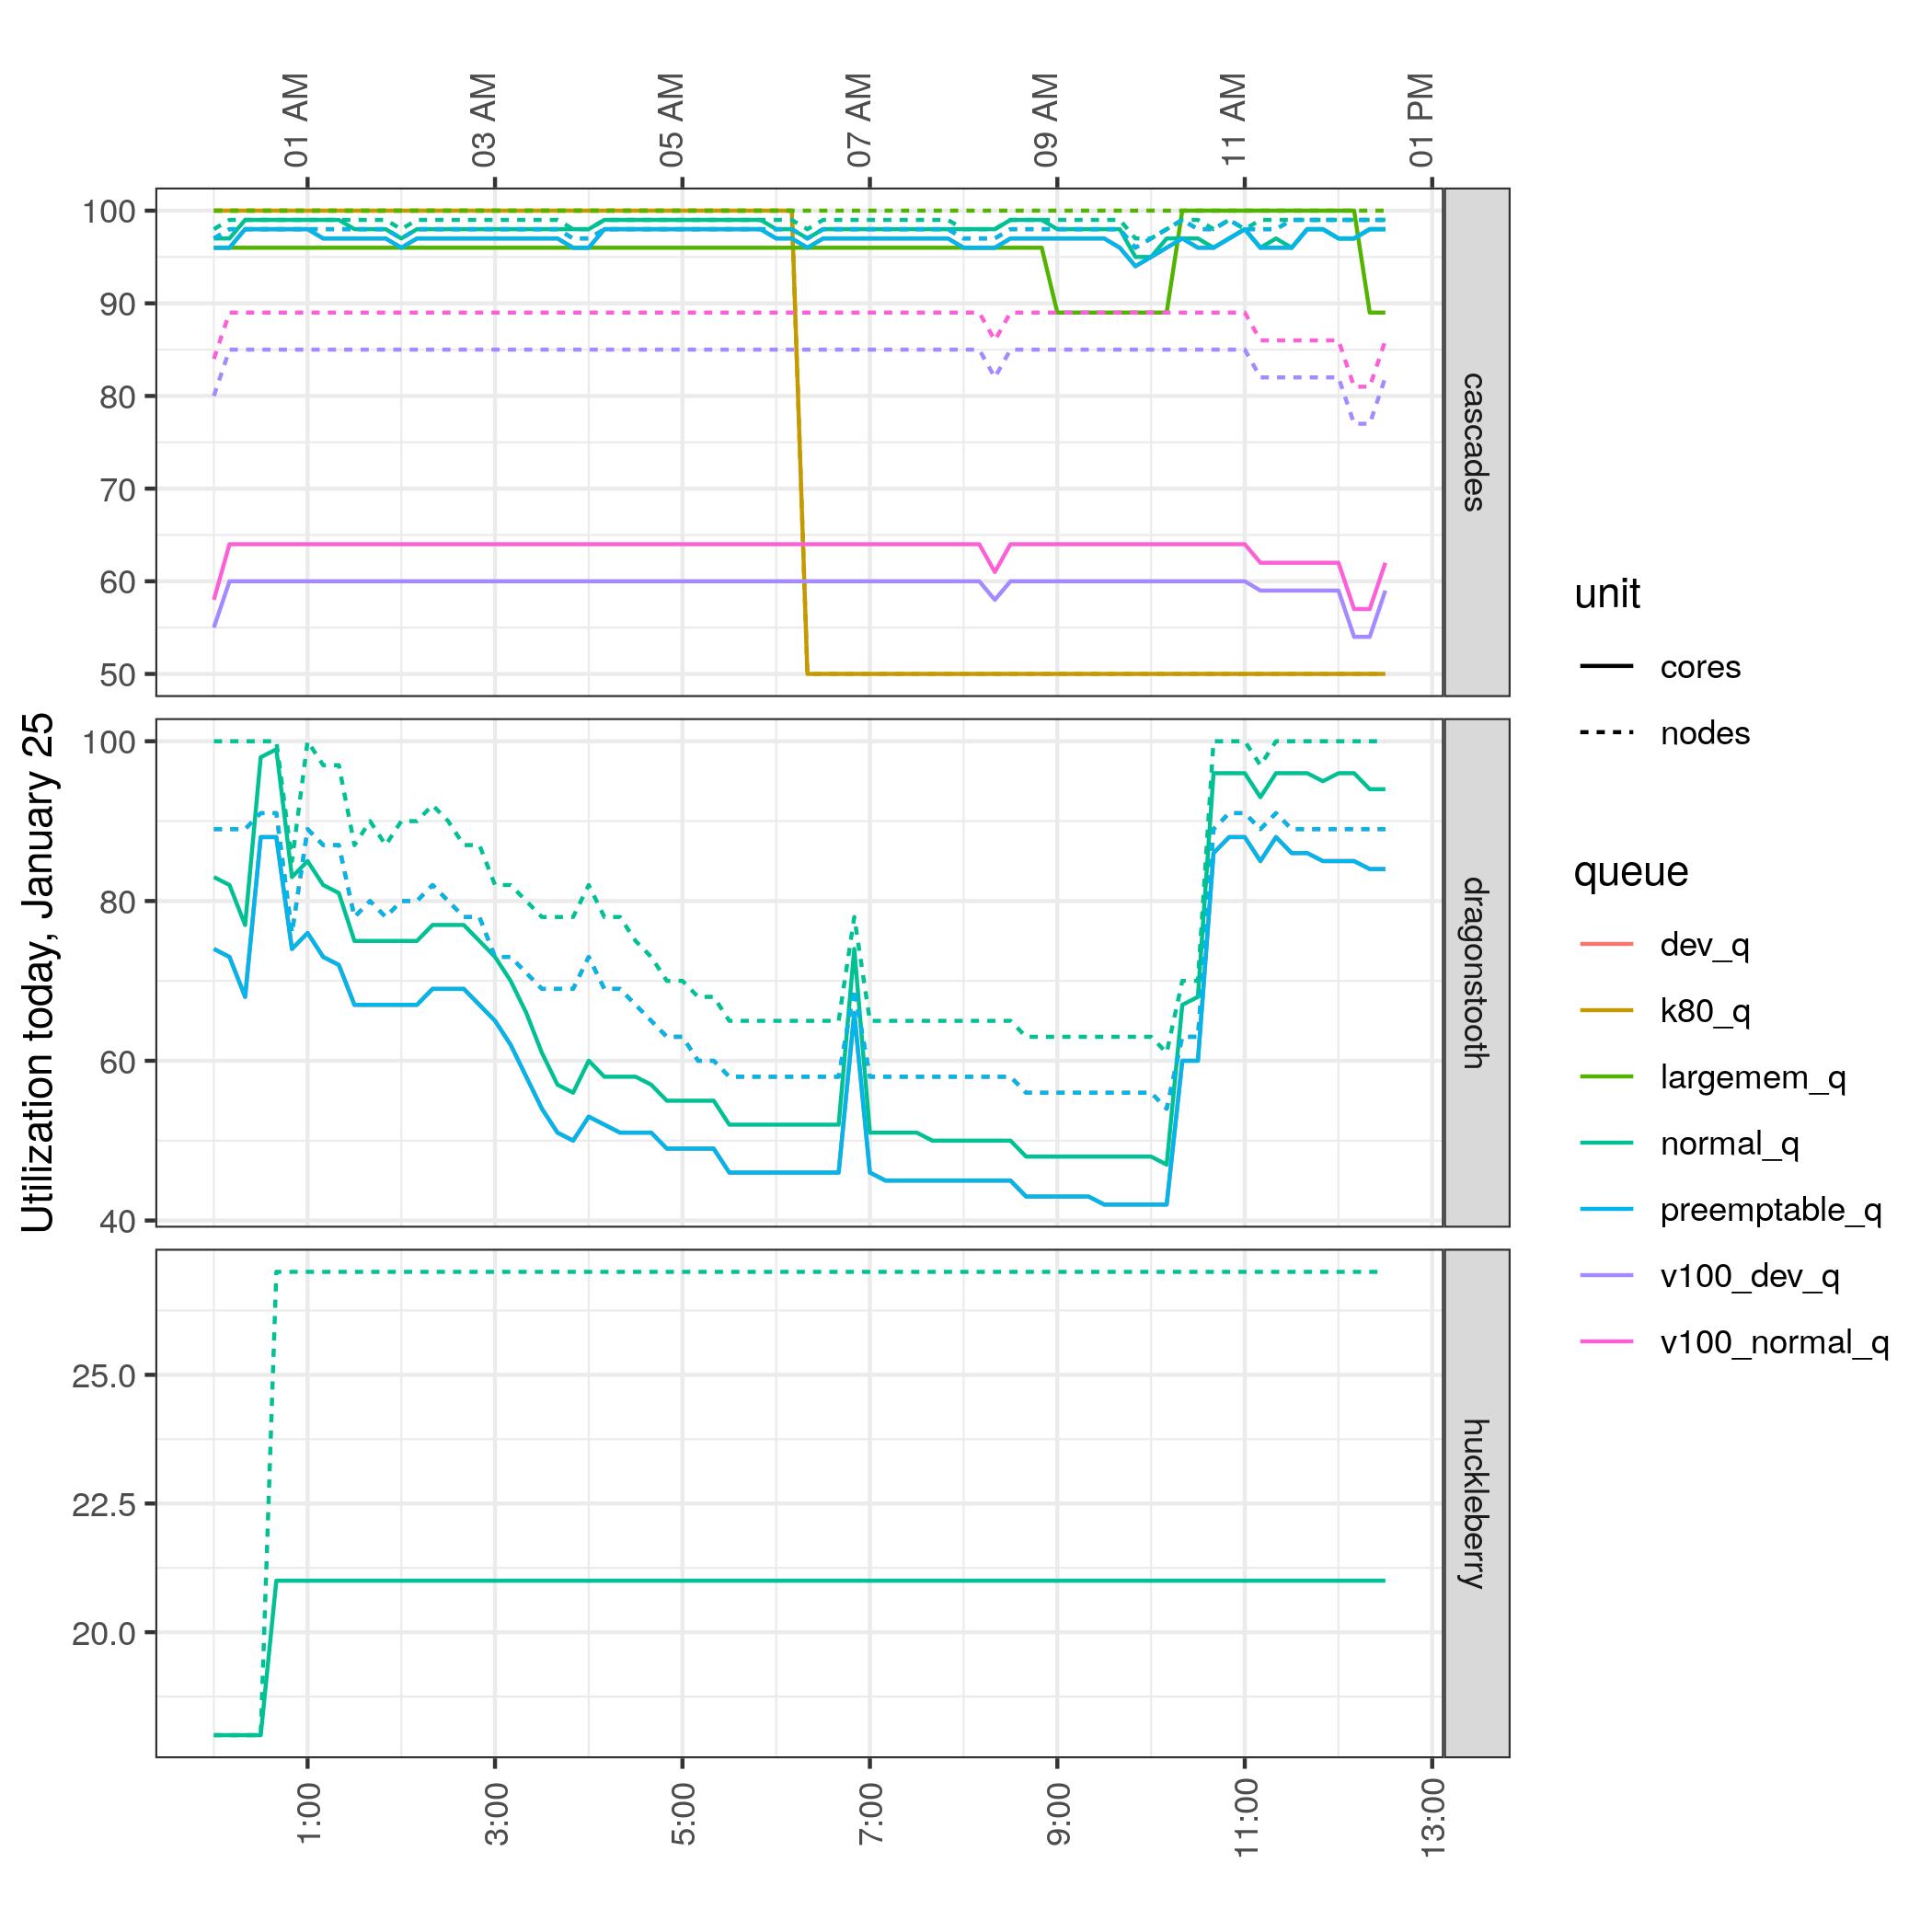 01 AM
03 AM
05 AM
07 AM
09 AM
11 AM
01 PM
Utilization today, January 25
100
90
80
70
60
50
cascades
100
80
60
40
dragonstooth
25.0
22.5
20.0
huckleberry
1:00
3:00
5:00
7:00
9:00
11:00
13:00
unit
cores
nodes
queue
dev_q
k80_q
largemem_q
normal_q
preemptable_q
v100_dev_q
v100_normal_q